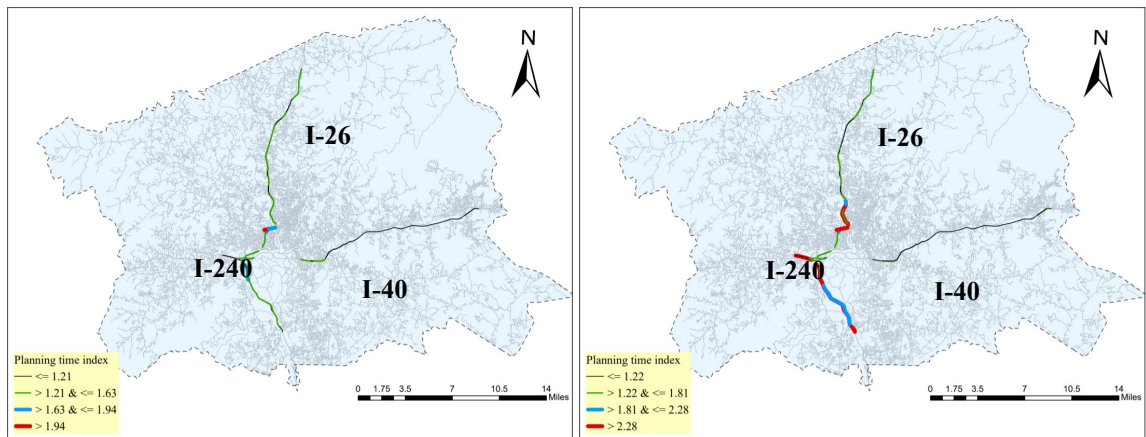 N
I-26
I-240
I-40
Planning time index
<= 1.21
> 1.21 & <= 1.63
> 1.63 & <= 1.94
> 1.94
0 1.75 3.5 7 10.5 14
Miles
N
I-26
I-240
I-40
Planning time index
<= 1.22
> 1.22 & <= 1.81
> 1.81 & <= 2.28
> 2.28
0 1.75 3.5 7 10.5 14
Miles